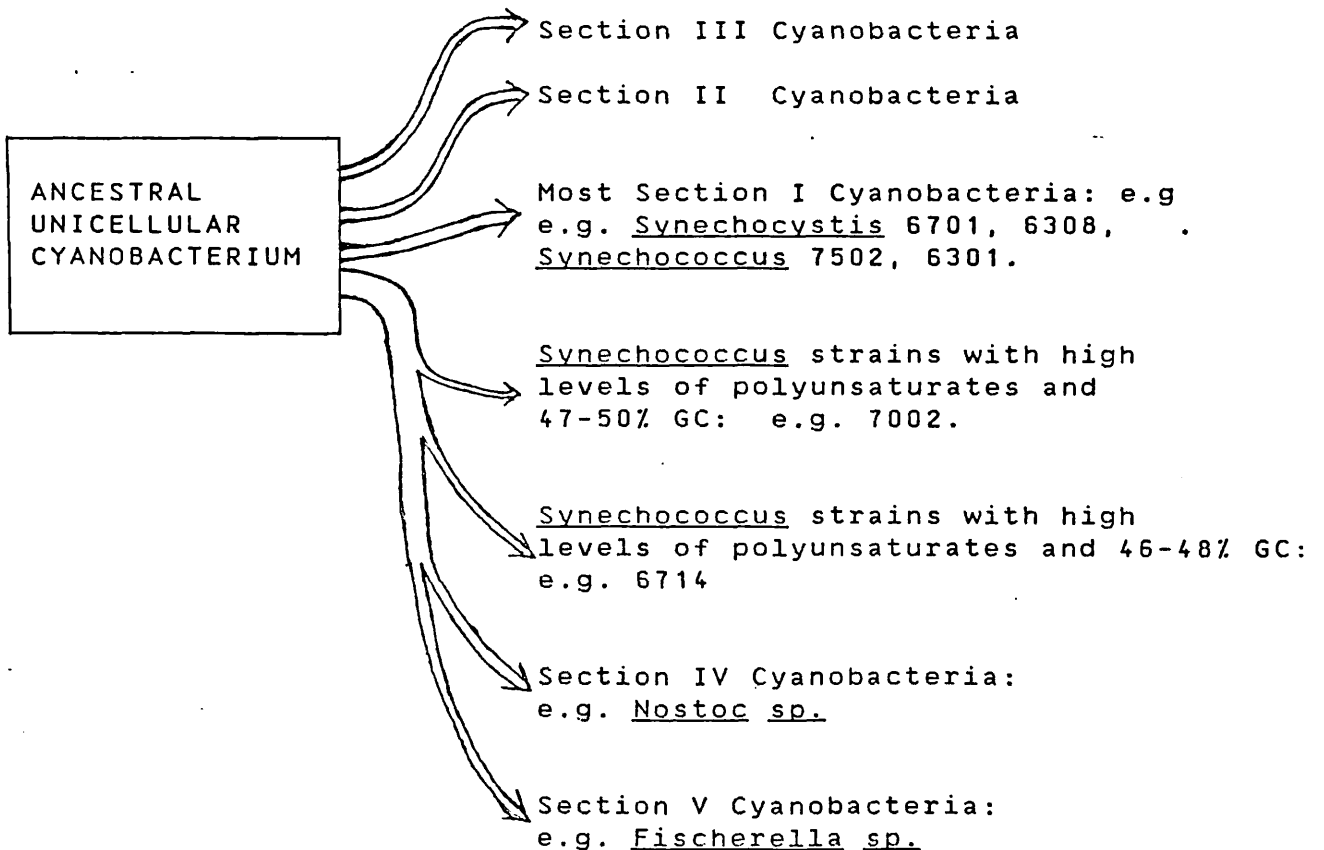 Section III Cyanobacteria
Section II Cyanobacteria
ANCESTRAL
UNICELLULAR
CYANOBACTERIUM
Most Section I Cyanobacteria: e.g
e.g. Synechocystis 6701, 6308,
Synechococcus 7502, 6301.
Synechococcus strains with high
levels of polyunsaturates and
47-50% GC: e.g. 7002.
Synechococcus strains with high
levels of polyunsaturates and 46-48% GC:
e.g. 6714
Section IV Cyanobacteria:
e.g. Nostoc sp.
Section V Cyanobacteria:
e.g. Fischerella sp.